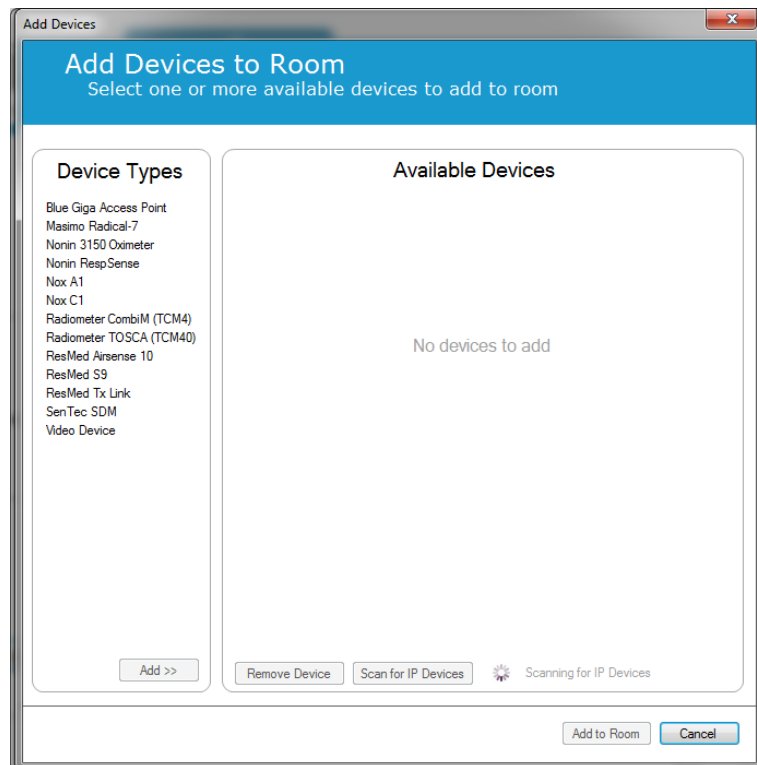 Add Devices
Add Devices to Room
Select one or more available devices to add to room
Device Types
Blue Giga Access Point
Masimo Radical-7
Nonin 3150 Oximeter
Nonin RespSense
Nox A1
Nox C1
Radiometer CombiM (TCM4)
Radiometer TOSCA (TCM40)
ResMed Airsense 10
ResMed S9
ResMed Tx Link
SenTec SDM
Video Device
Add >>
Available Devices
No devices to add
Remove Device
Scan for IP Devices
Scanning for IP Devices
Add to Room
Cancel